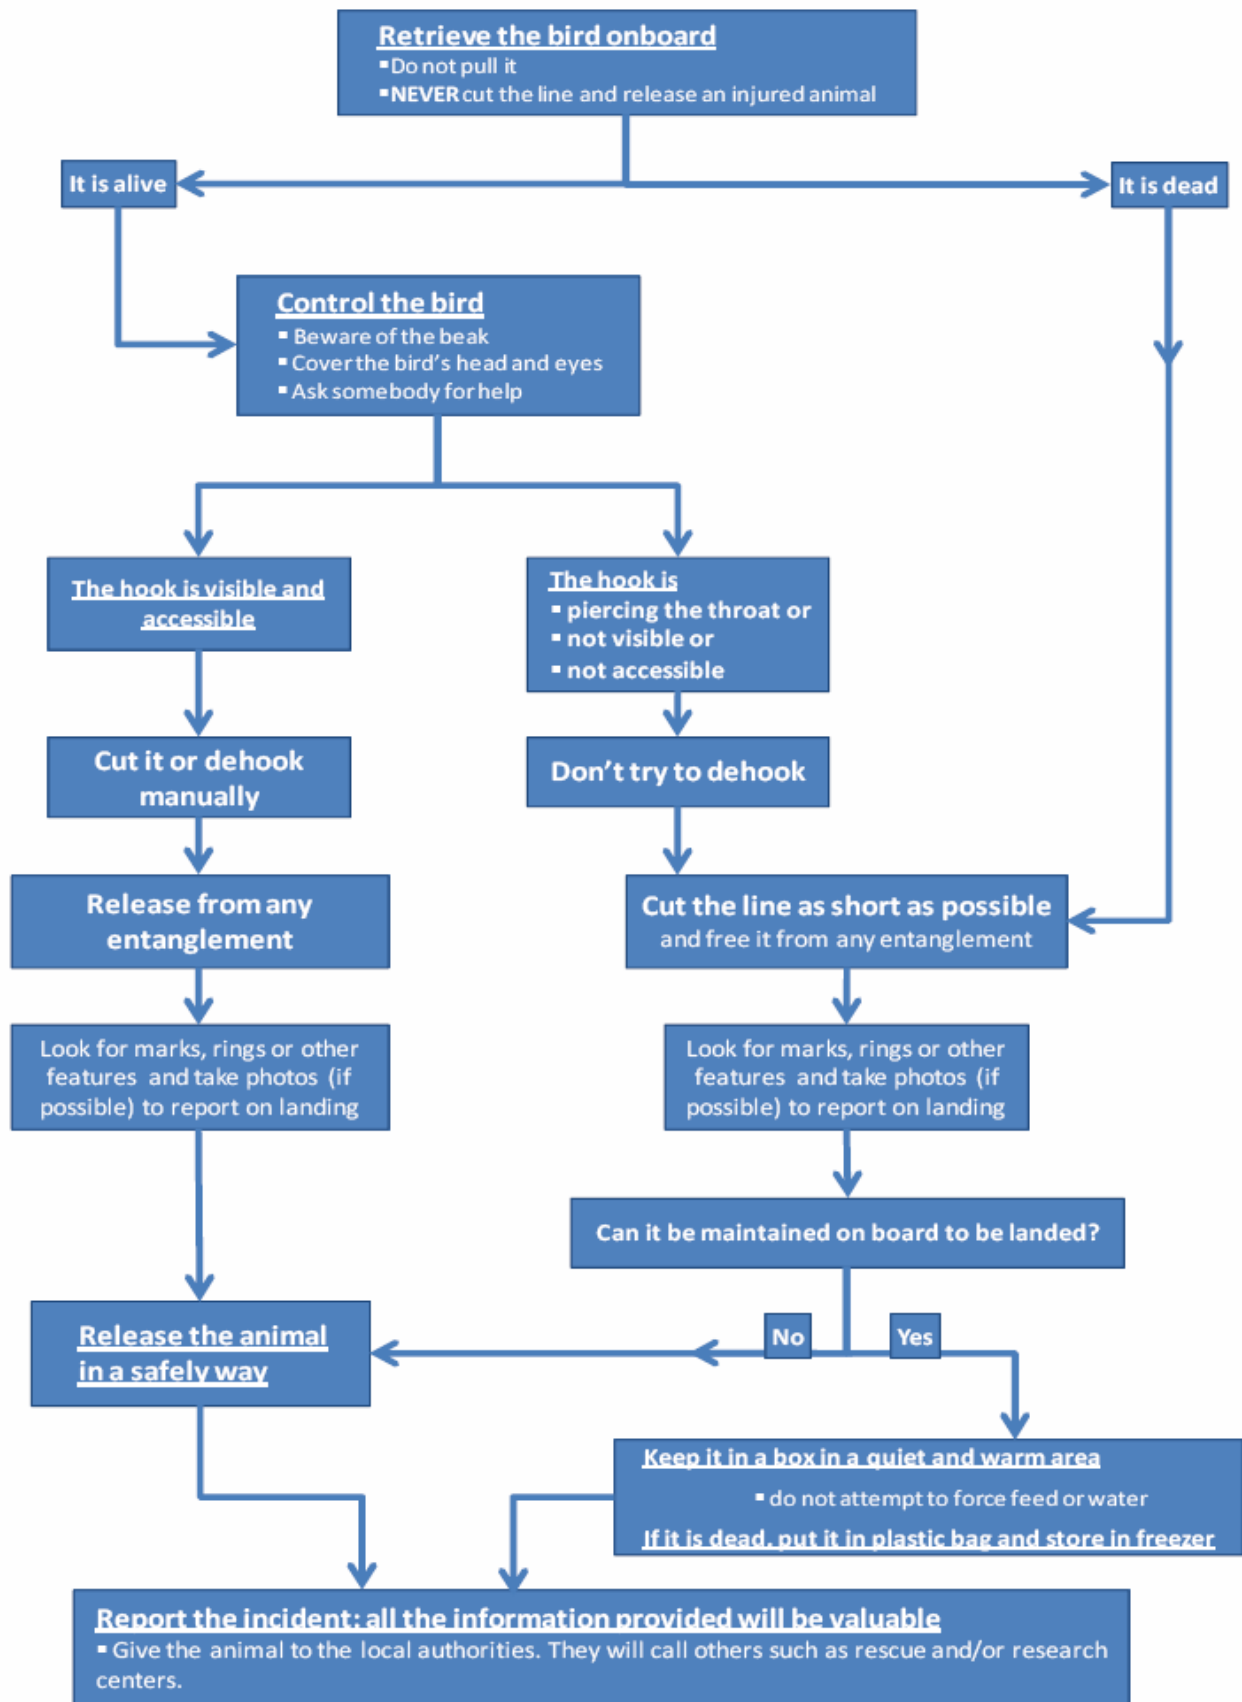 Retrieve the bird onboard
▪Do not pull it
▪NEVER cut the line and release an injured animal
It is alive
It is dead
Control the bird
▪ Beware of the beak
▪ Cover the bird's head and eyes
▪ Ask somebody for help
The hook is visible and
accessible
The hook is
▪ piercing the throat or
▪ not visible or
▪ not accessible
Cut it or dehook
manually
Don't try to dehook
Release from any
entanglement
Cut the line as short as possible
and free it from any entanglement
Look for marks, rings or other
features and take photos (if
possible) to report on landing
Look for marks, rings or other
features and take photos (if
possible) to report on landing
Can it be maintained on board to be landed?
No
Yes
Release the animal
in a safely way
Keep it in a box in a quiet and warm area
▪ do not attempt to force feed or water
If it is dead, put it in plastic bag and store in freezer
Report the incident: all the information provided will be valuable
▪ Give the animal to the local authorities. They will call others such as rescue and/or research
centers.